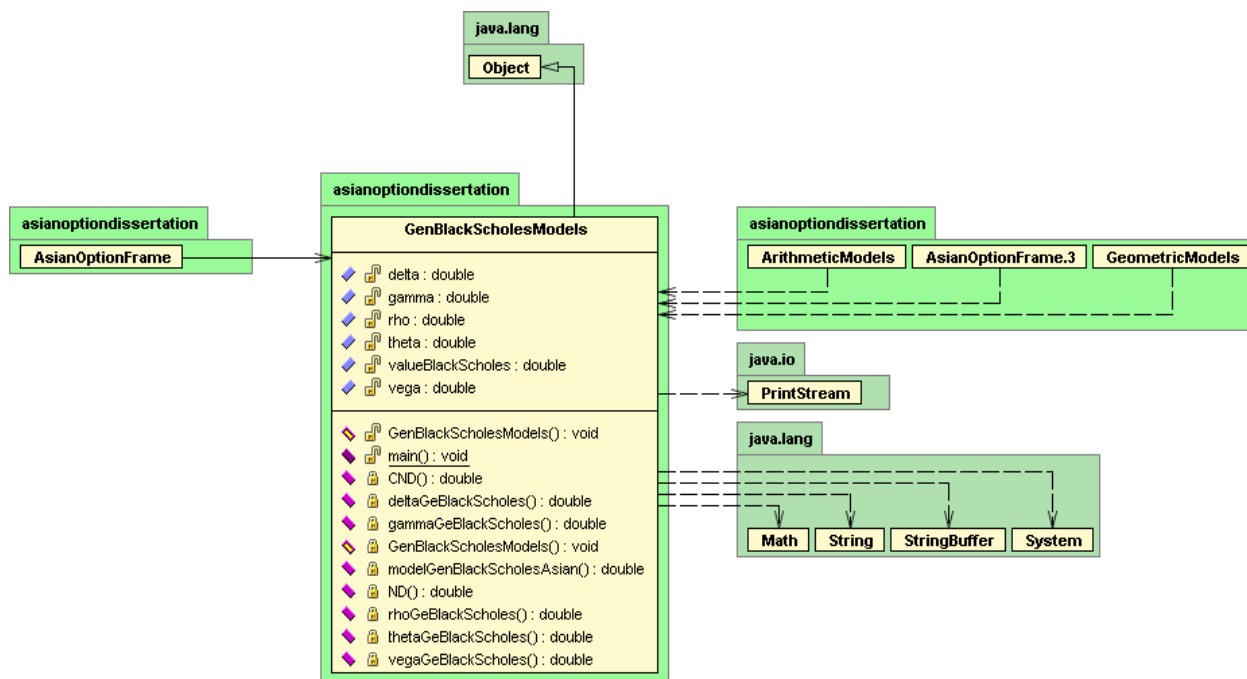 java.lang
Object
asianoptiondissertation
AsianOptionFrame
asianoptiondissertation
GenBlackScholesModels
delta : double
gamma : double
rho : double
theta : double
valueBlackScholes : double
vega : double
GenBlackScholesModels() : void
main() : void
CND() : double
deltaGeBlackScholes() : double
gammaGeBlackScholes() : double
GenBlackScholesModels() : void
modelGenBlackScholesAsian() : double
ND() : double
rhoGeBlackScholes() : double
thetaGeBlackScholes() : double
vegaGeBlackScholes() : double
asianoptiondissertation
ArithmeticModels AsianOptionFrame.3 GeometricModels
java.io
PrintStream
java.lang
Math String StringBuffer System